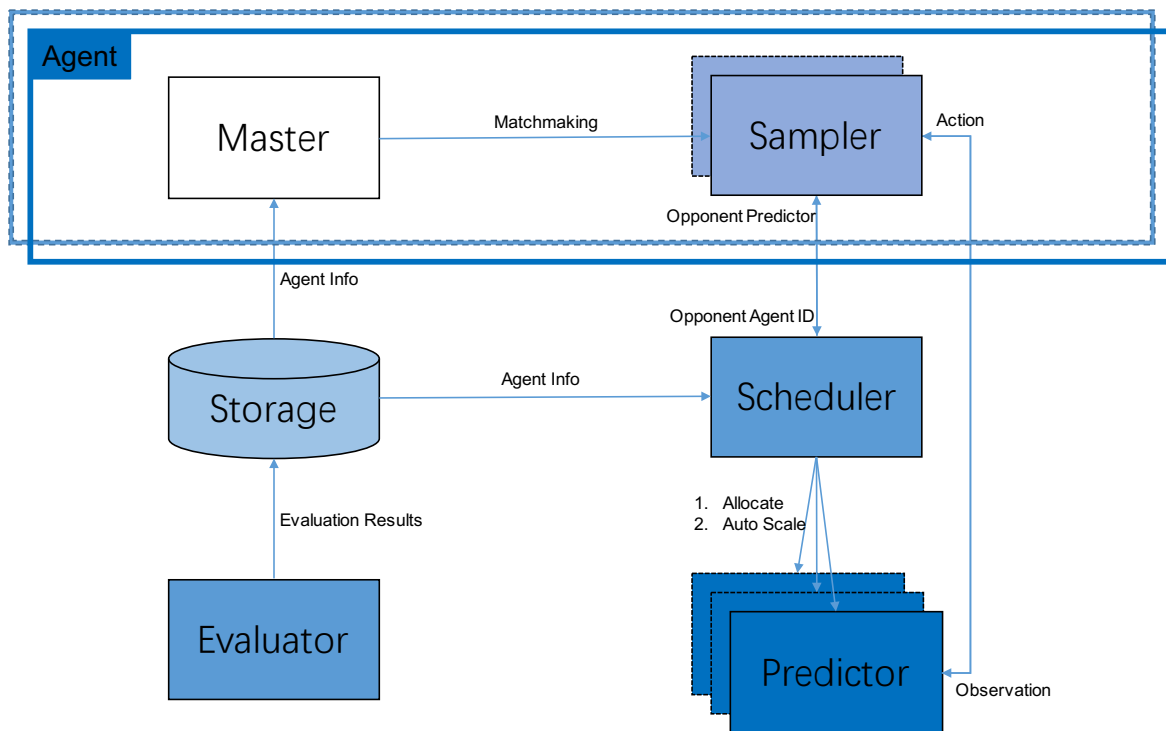 Agent
Master
Matchmaking
Sampler
Action
Opponent Predictor
Agent Info
Opponent Agent ID
Storage
Agent Info
Scheduler
1. Allocate
2. Auto Scale
Evaluation Results
Evaluator
Predictor
Observation